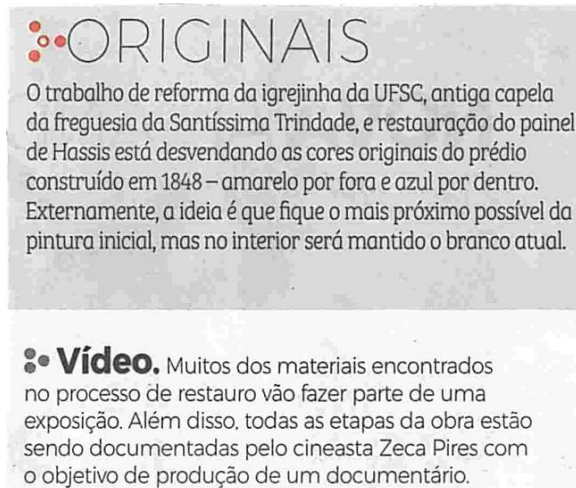 ORIGINAIS
O trabalho de reforma da igrejinha da UFSC, antiga capela
da freguesia da Santíssima Trindade, e restauração do painel
de Hassis está desvendando as cores originais do prédio
construído em 1848 – amarelo por fora e azul por dentro.
Externamente, a ideia é que fique o mais próximo possível da
pintura inicial, mas no interior será mantido o branco atual.
Vídeo. Muitos dos materiais encontrados
no processo de restauro vão fazer parte de uma
exposição. Além disso, todas as etapas da obra estão
sendo documentadas pelo cineasta Zeca Pires com
o objetivo de produção de um documentário.